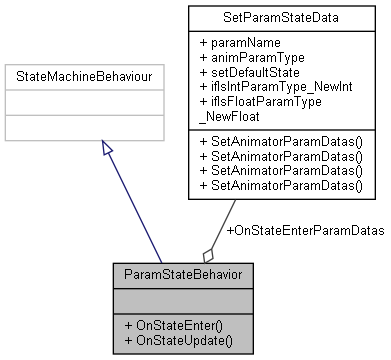 SetParamStateData
+ paramName
+ animParamType
+ setDefaultState
+ ifIsIntParamType_NewInt
+ ifIsFloatParamType
_NewFloat
+ SetAnimatorParamDatas()
+ SetAnimatorParamDatas()
+ SetAnimatorParamDatas()
+ SetAnimatorParamDatas()
StateMachineBehaviour
+OnStateEnterParamDatas
ParamStateBehavior
+ OnStateEnter()
+ OnStateUpdate()